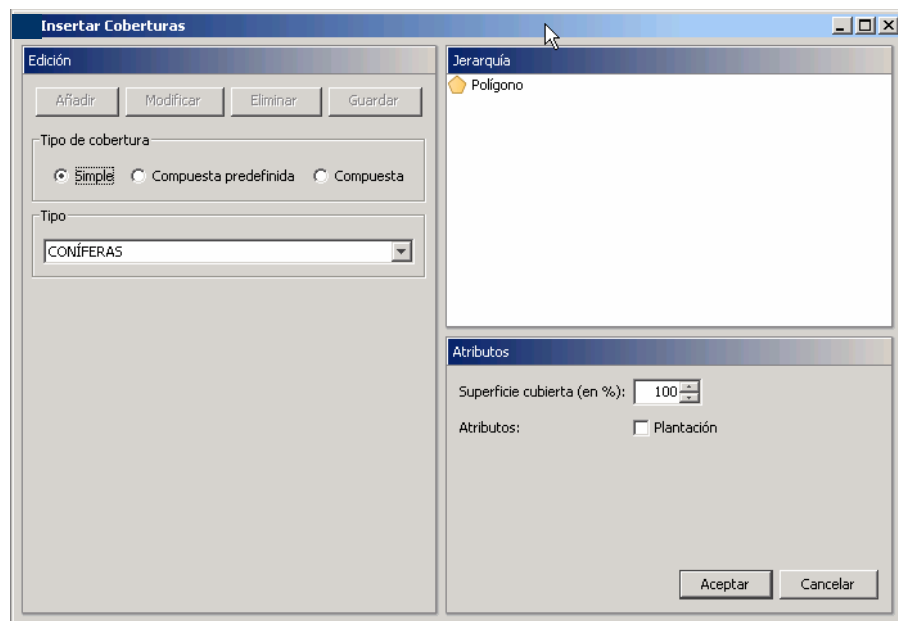 Insertar Coberturas
Edición
Añadir Modificar Eliminar Guardar
Tipo de cobertura
Simple Compuesta predefinida Compuesta
Tipo
CONÍFERAS
Jerarquía
Polígono
Atributos
Superficie cubierta (en %): 100
Atributos: Plantación
Aceptar Cancelar